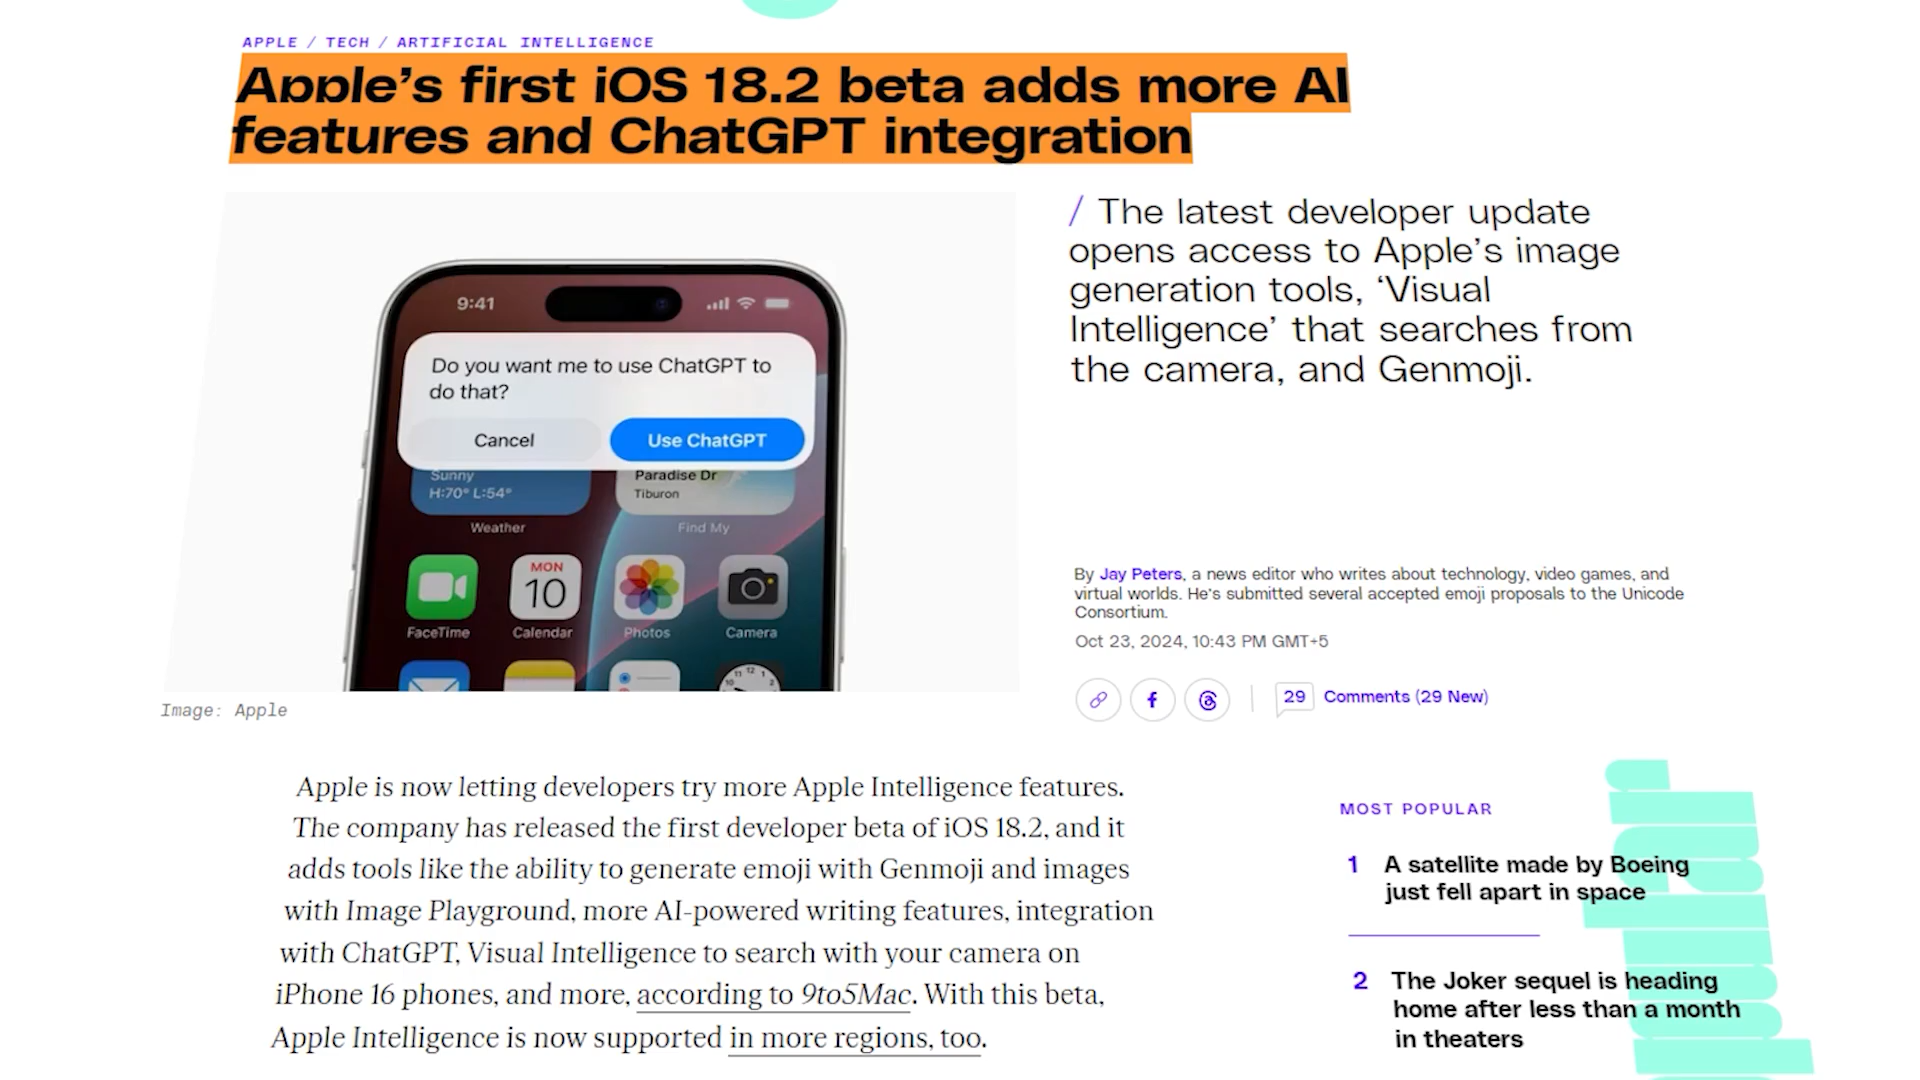 APPLE / TECH / ARTIFICIAL INTELLIGENCE
Apple’s first iOS 18.2 beta adds more AI
features and ChatGPT integration
/ The latest developer update
opens access to Apple’s image
generation tools, ‘Visual
Intelligence’ that searches from
the camera, and Genmoji.
9:41
Do you want me to use ChatGPT to
do that?
Cancel
Use ChatGPT
Sunny
H:70° L:54°
Weather
Paradise Dr
Tiburon
Find My
MON
10
FaceTime
Calendar
Photos
Camera
12
Image: Apple
By Jay Peters, a news editor who writes about technology, video games, and
virtual worlds. He’s submitted several accepted emoji proposals to the Unicode
Consortium.
Oct 23, 2024, 10:43 PM GMT+5
29 Comments (29 New)
Apple is now letting developers try more Apple Intelligence features.
The company has released the first developer beta of iOS 18.2, and it
adds tools like the ability to generate emoji with Genmoji and images
with Image Playground, more AI-powered writing features, integration
with ChatGPT, Visual Intelligence to search with your camera on
iPhone 16 phones, and more, according to 9to5Mac. With this beta,
Apple Intelligence is now supported in more regions, too.
MOST POPULAR
1 A satellite made by Boeing
just fell apart in space
2 The Joker sequel is heading
home after less than a month
in theaters